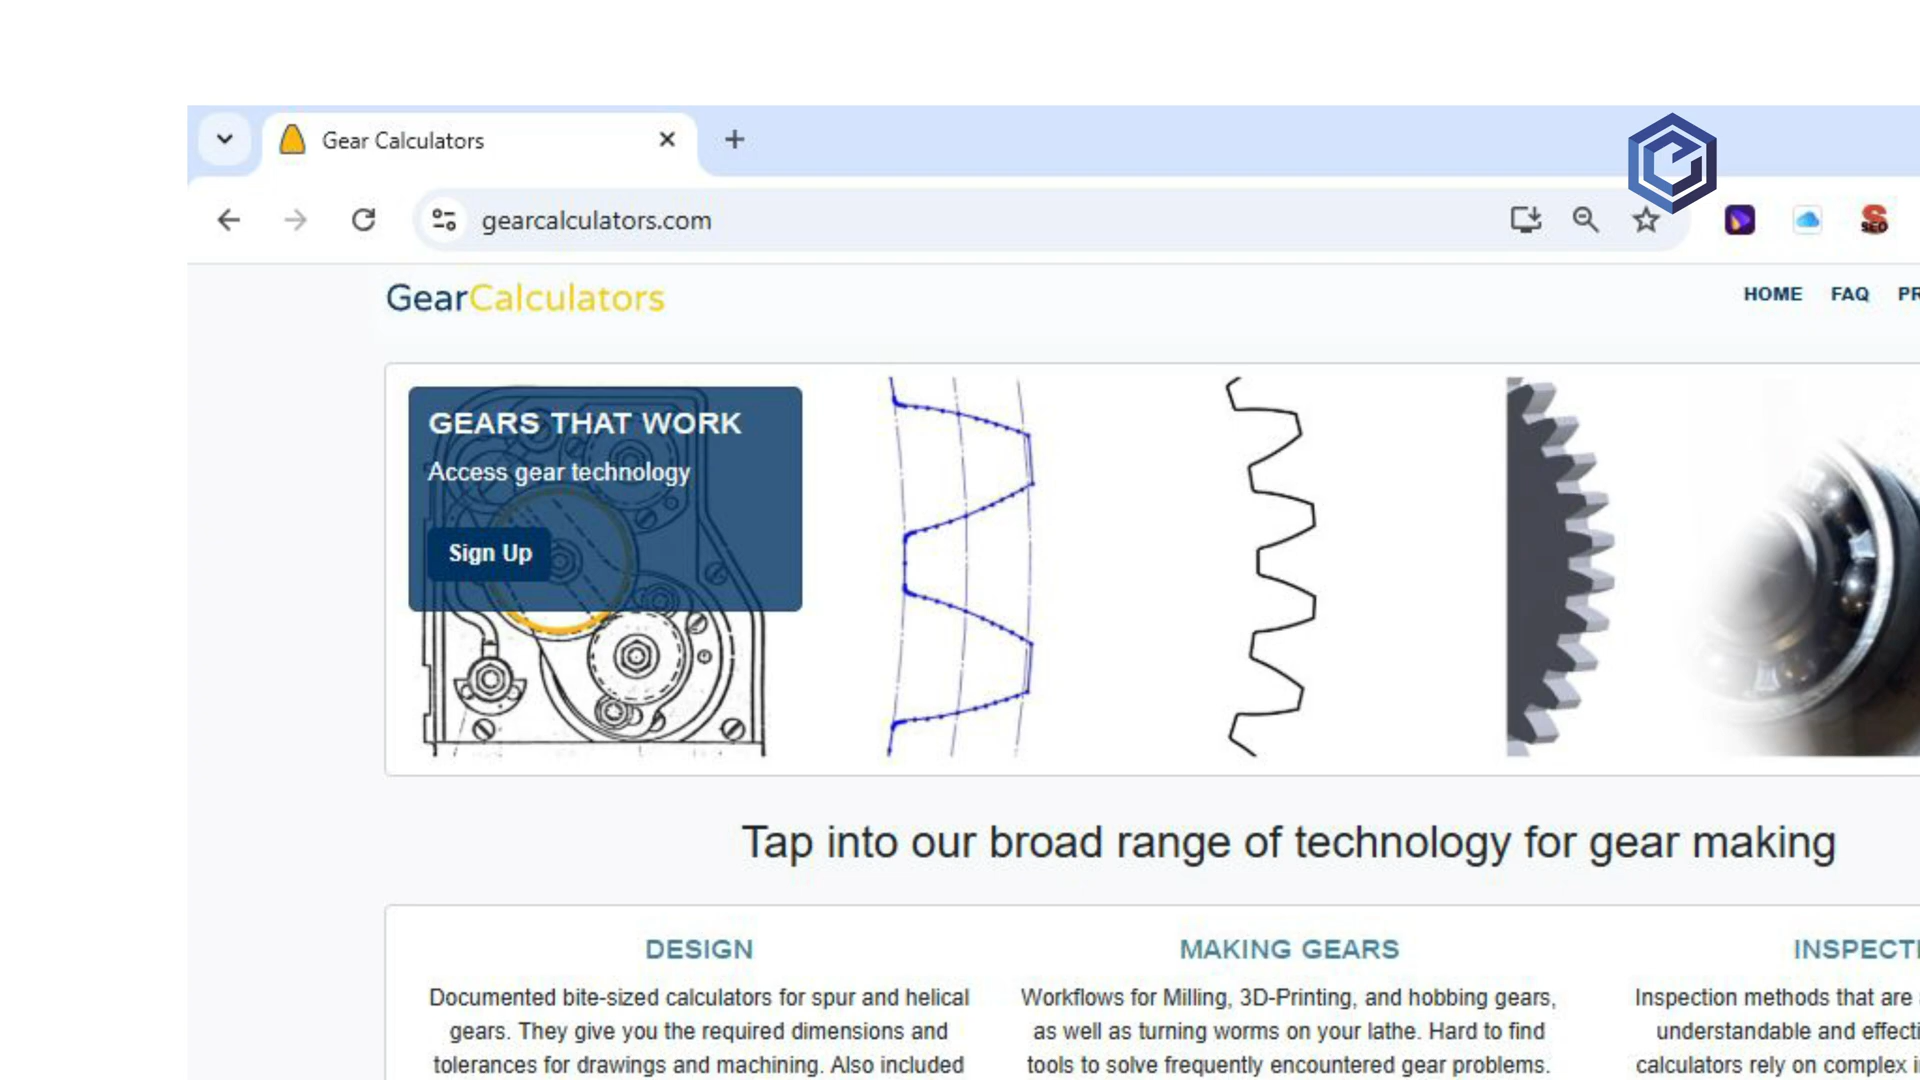 Gear Calculators
gearcalculators.com
SEO
GearCalculators
HOME FAQ PR
GEARS THAT WORK
Access gear technology
Sign Up
Tap into our broad range of technology for gear making
DESIGN
Documented bite-sized calculators for spur and helical
gears. They give you the required dimensions and
tolerances for drawings and machining. Also included
MAKING GEARS
Workflows for Milling, 3D-Printing, and hobbing gears,
as well as turning worms on your lathe. Hard to find
tools to solve frequently encountered gear problems.
INSPECTI
Inspection methods that are
understandable and effecti
calculators rely on complex i